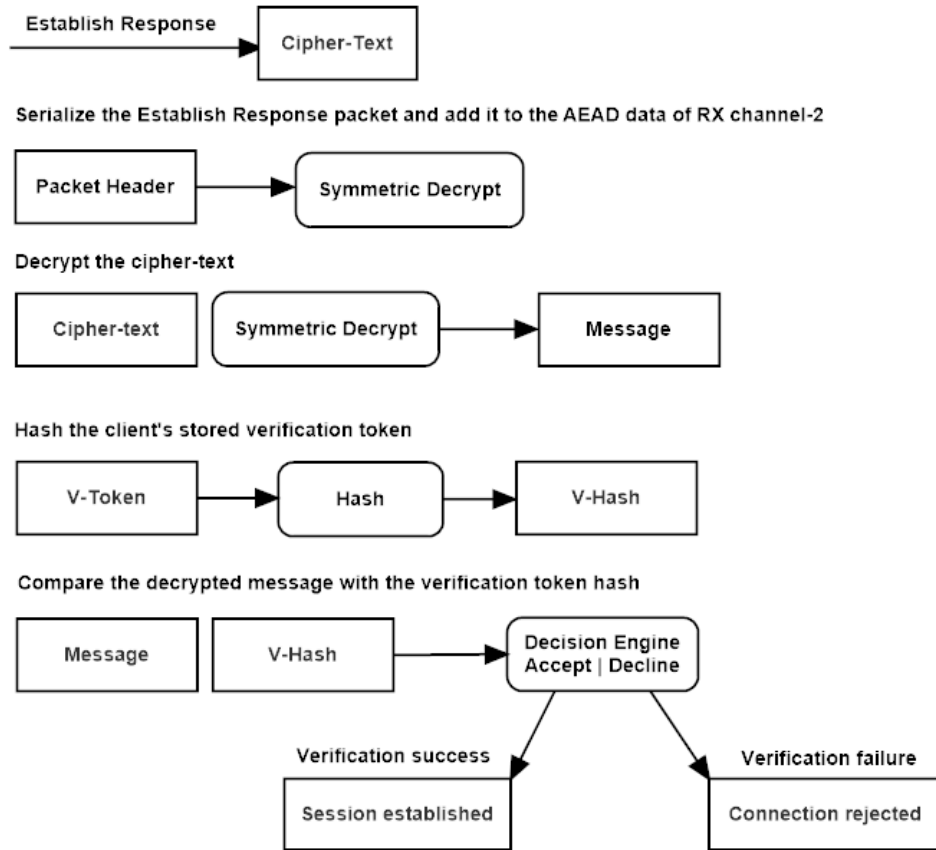 Establish Response
Cipher-Text
Serialize the Establish Response packet and add it to the AEAD data of RX channel-2
Packet Header
Symmetric Decrypt
Decrypt the cipher-text
Cipher-text
Symmetric Decrypt
Message
Hash the client's stored verification token
V-Token
Hash
V-Hash
Compare the decrypted message with the verification token hash
Message
V-Hash
Decision Engine
Accept | Decline
Verification success
Verification failure
Session established
Connection rejected